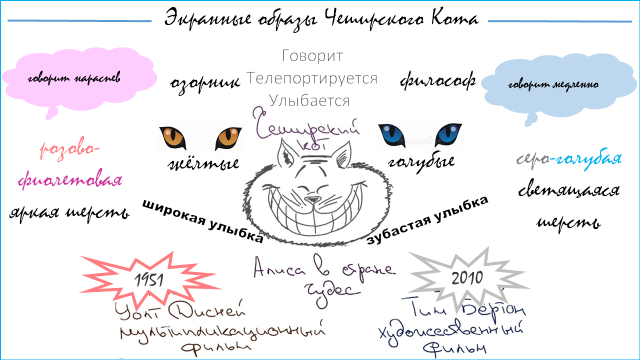 Экранные образы Чеширского Кота
Говорит
Телепортируется
Улыбается
говорит нараспев
озорник
философ
говорит медленно
Чеширский
кот
жёлтые
голубые
розово-
фиолетовая
яркая шерсть
серо-голубая
светящаяся
шерсть
широкая улыбка
зубастая улыбка
1951
Алиса в стране
чудес
2010
Уолт Дисней
мультипликационный
фильм
Тим Бёртон
художественный
фильм